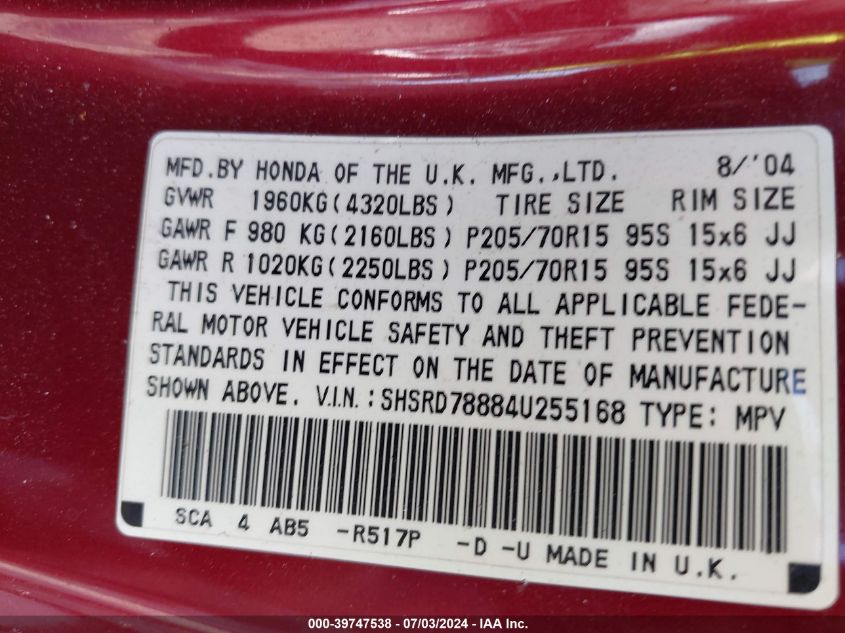 MFD.BY HONDA OF THE U.K. MFG.,LTD. 8/'04
GVWR 1960KG(4320LBS) TIRE SIZE RIM SIZE
GAWR F 980 KG(2160LBS) P205/70R15 95S 15x6 JJ
GAWR R 1020KG(2250LBS) P205/70R15 95S 15x6 JJ
THIS VEHICLE CONFORMS TO ALL APPLICABLE FEDE-
RAL MOTOR VEHICLE SAFETY AND THEFT PREVENTION
STANDARDS IN EFFECT ON THE DATE OF MANUFACTURE
SHOWN ABOVE. V.I.N.:SHSRD78884U255168 TYPE: MPV
SCA 4 AB5 -R517P -D -U MADE IN U.K.
000-39747538 - 07/03/2024 - IAA Inc.